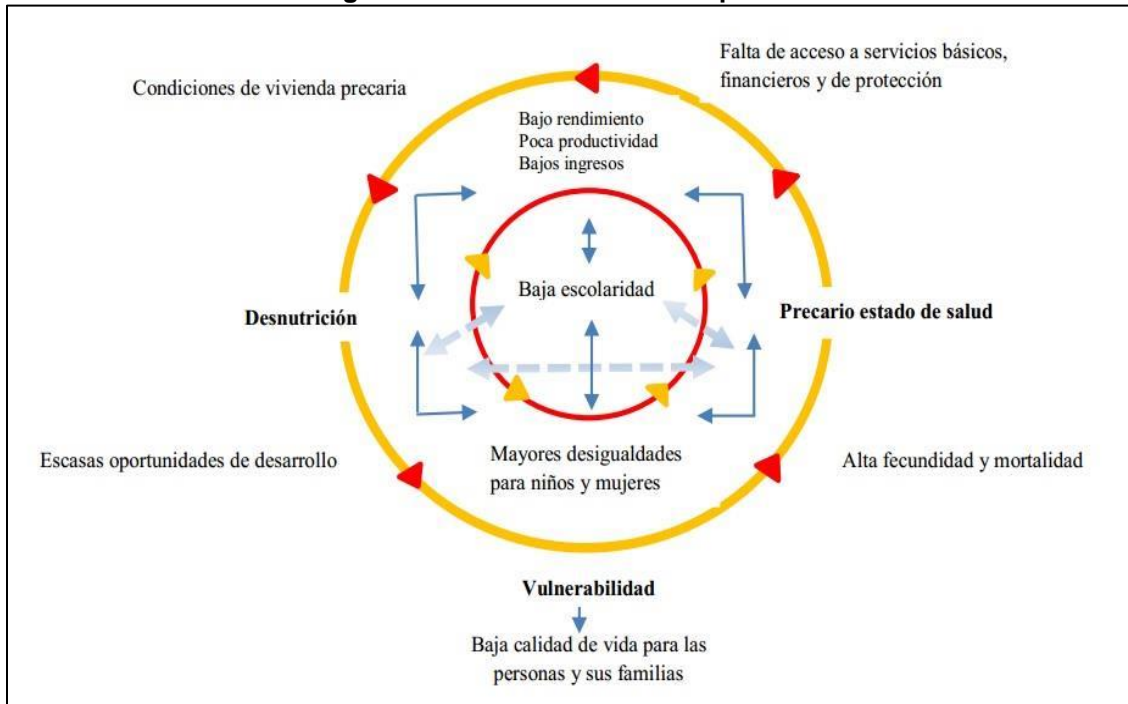 Falta de acceso a servicios básicos,
financieros y de protección
Condiciones de vivienda precaria
Bajo rendimiento
Poca productividad
Bajos ingresos
Baja escolaridad
Desnutrición
Precario estado de salud
Mayores desigualdades
para niños y mujeres
Escasas oportunidades de desarrollo
Alta fecundidad y mortalidad
Vulnerabilidad
Baja calidad de vida para las
personas y sus familias